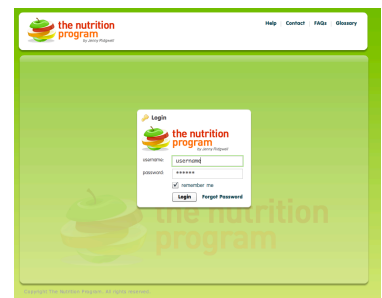 the nutrition
program
by Jenny Ridgwell
Help
Contact
FAQs
Glossary
Login
the nutrition
program
by Jenny Ridgwell
username:
username
password:
******
remember me
Login
Forgot Password
the nutrition
program
Copyright The Nutrition Program. All rights reserved.